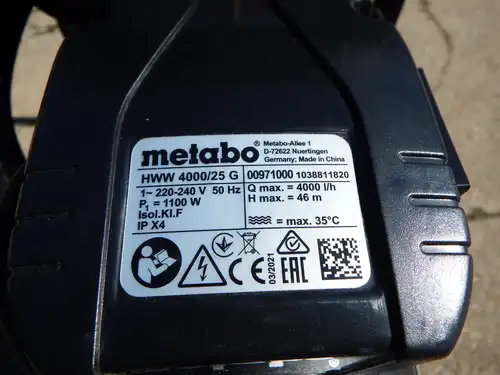 metabo®
Metabo-Allee 1
D-72622 Nuertingen
Germany; Made in China
HWW 4000/25 G
00971000 1038811820
1~ 220-240 V 50 Hz
P₁ = 1100 W
Isol.Kl.F
IP X4
Q max. = 4000 l/h
H max. = 46 m
= max. 35°C
CE
03/2021
EAC